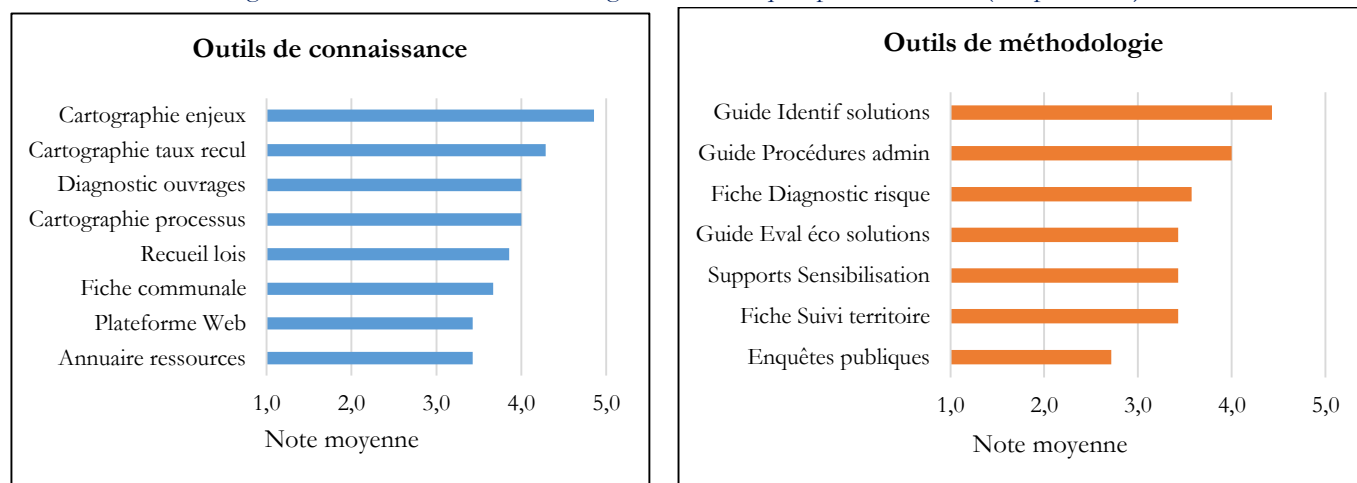 Outils de connaissance
Cartographie enjeux
Cartographie taux recul
Diagnostic ouvrages
Cartographie processus
Recueil lois
Fiche communale
Plateforme Web
Annuaire ressources
1,0 2,0 3,0 4,0 5,0
Note moyenne
Outils de méthodologie
Guide Identif solutions
Guide Procédures admin
Fiche Diagnostic risque
Guide Eval éco solutions
Supports Sensibilisation
Fiche Suivi territoire
Enquêtes publiques
1,0 2,0 3,0 4,0 5,0
Note moyenne